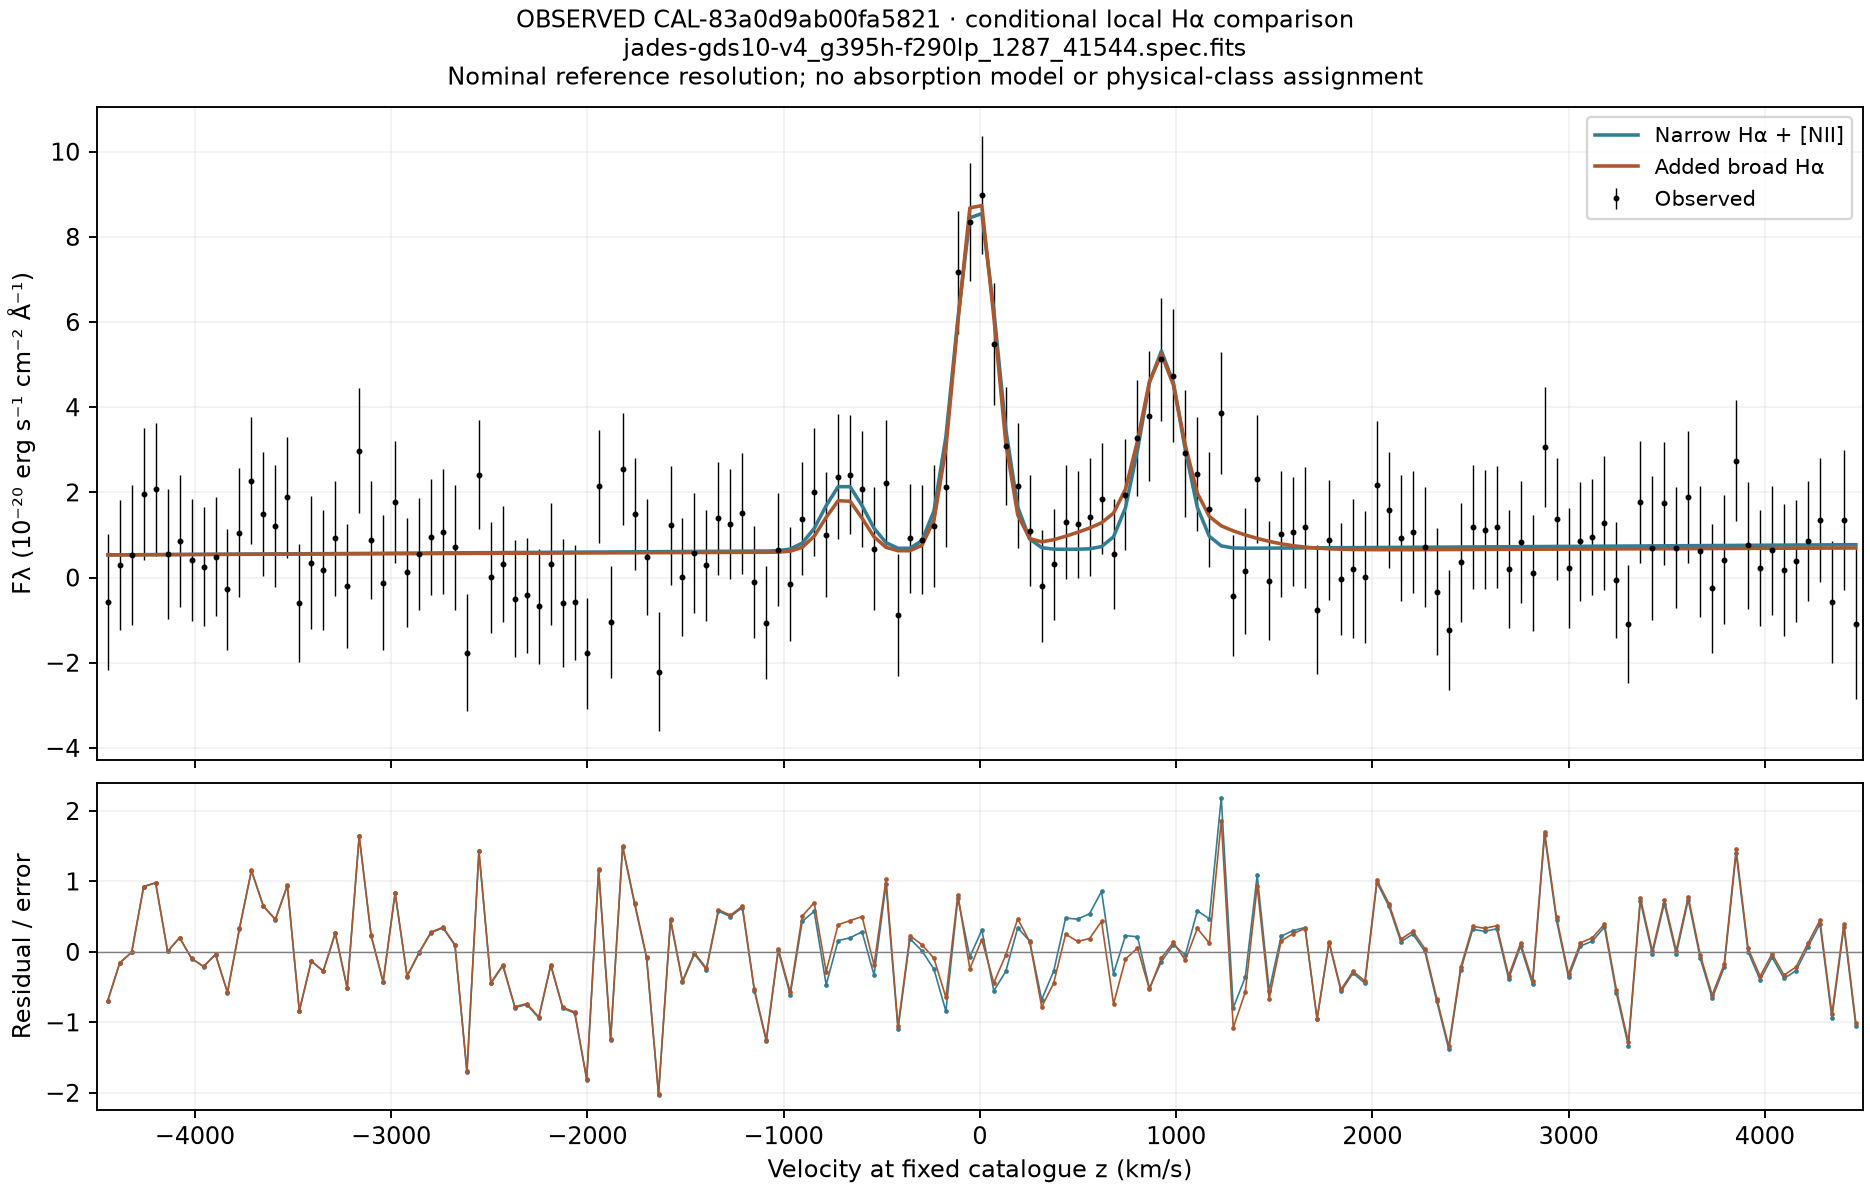 OBSERVED CAL-83a0d9ab00fa5821 · conditional local Hα comparison
jades-gds10-v4_g395h-f290lp_1287_41544.spec.fits
Nominal reference resolution; no absorption model or physical-class assignment
Narrow Hα + [NII]
Added broad Hα
Observed
Fλ (10⁻²⁰ erg s⁻¹ cm⁻² Å⁻¹)
10
8
6
4
2
0
−2
−4
Residual / error
2
1
0
−1
−2
−4000 −3000 −2000 −1000 0 1000 2000 3000 4000
Velocity at fixed catalogue z (km/s)